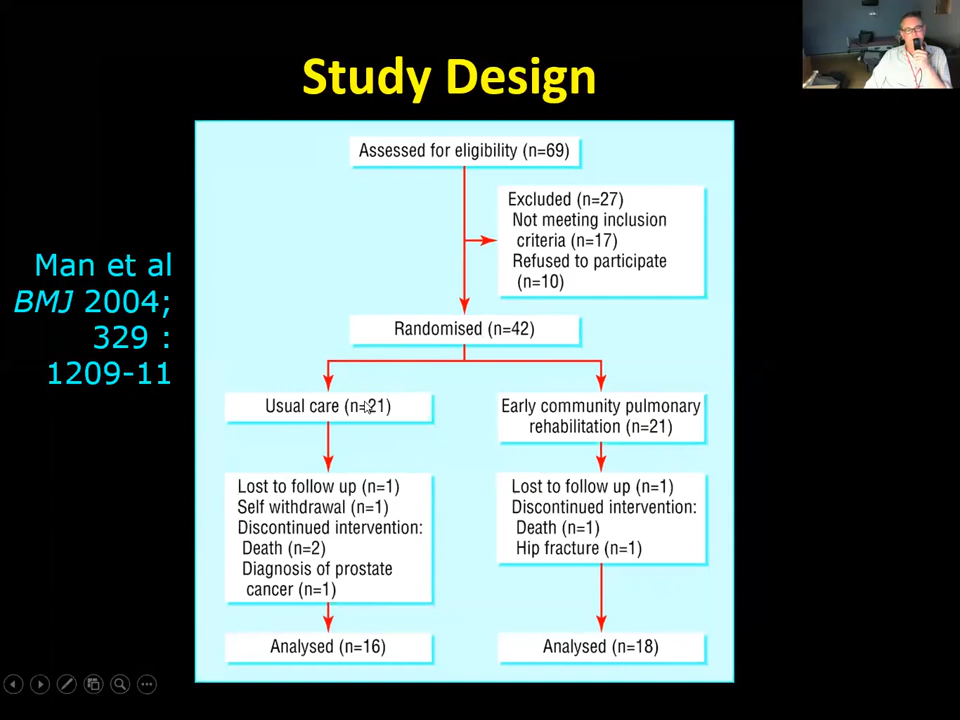 Study Design
Man et al
BMJ 2004;
329 :
1209-11
Assessed for eligibility (n=69)
Excluded (n=27)
Not meeting inclusion
criteria (n=17)
Refused to participate
(n=10)
Randomised (n=42)
Usual care (n=21)
Early community pulmonary
rehabilitation (n=21)
Lost to follow up (n=1)
Self withdrawal (n=1)
Discontinued intervention:
Death (n=2)
Diagnosis of prostate
cancer (n=1)
Lost to follow up (n=1)
Discontinued intervention:
Death (n=1)
Hip fracture (n=1)
Analysed (n=16)
Analysed (n=18)